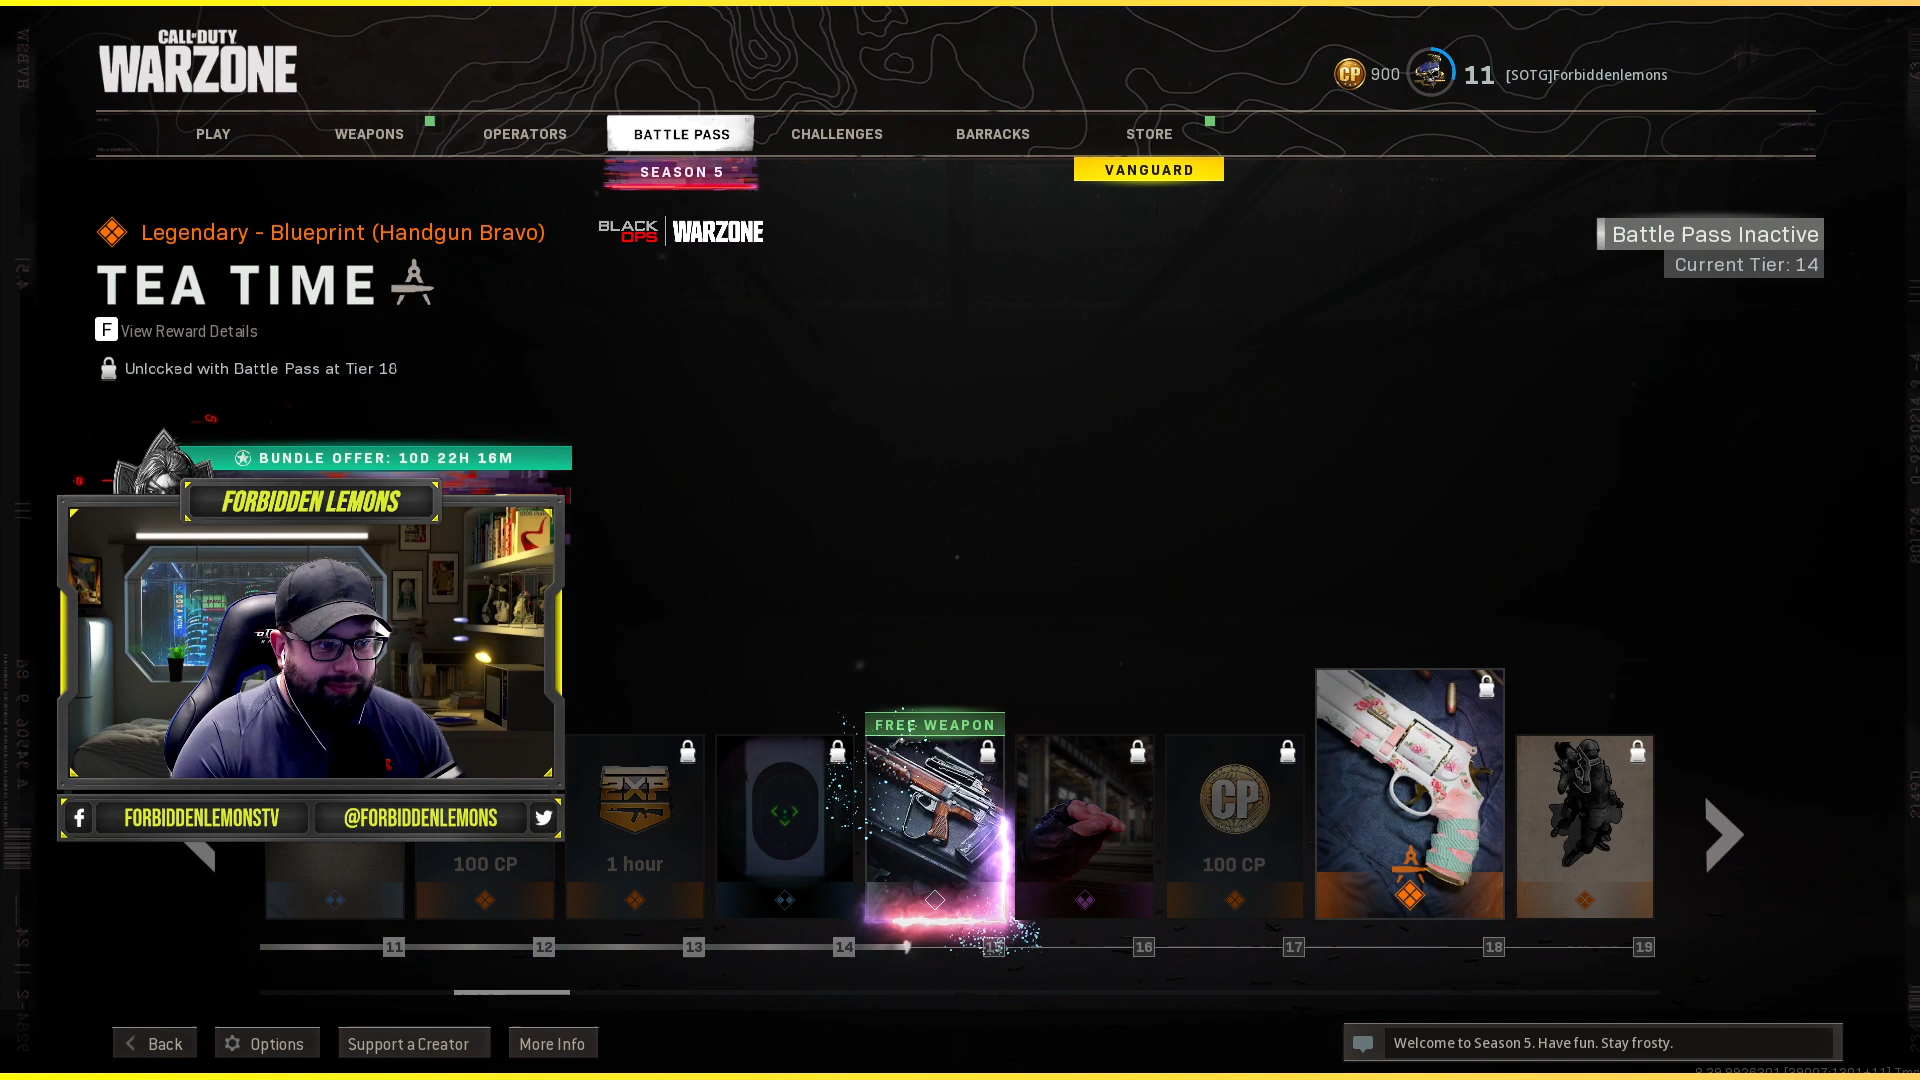 CALL OF DUTY
WARZONE
CP 900
11
[SOTG]Forbiddenlemons
PLAY
WEAPONS
OPERATORS
BATTLE PASS
CHALLENGES
BARRACKS
STORE
SEASON 5
VANGUARD
Legendary - Blueprint (Handgun Bravo)
BLACK OPS
WARZONE
Battle Pass Inactive
Current Tier: 14
TEA TIME
F View Reward Details
Unlocked with Battle Pass at Tier 18
BUNDLE OFFER: 10D 22H 16M
FORBIDDEN LEMONS
FORBIDDENLEMONSTV
@FORBIDDENLEMONS
FREE WEAPON
2XP
CP
100 CP
1 hour
100 CP
11
12
13
14
15
16
17
18
19
Back
Options
Support a Creator
More Info
Welcome to Season 5. Have fun. Stay frosty.